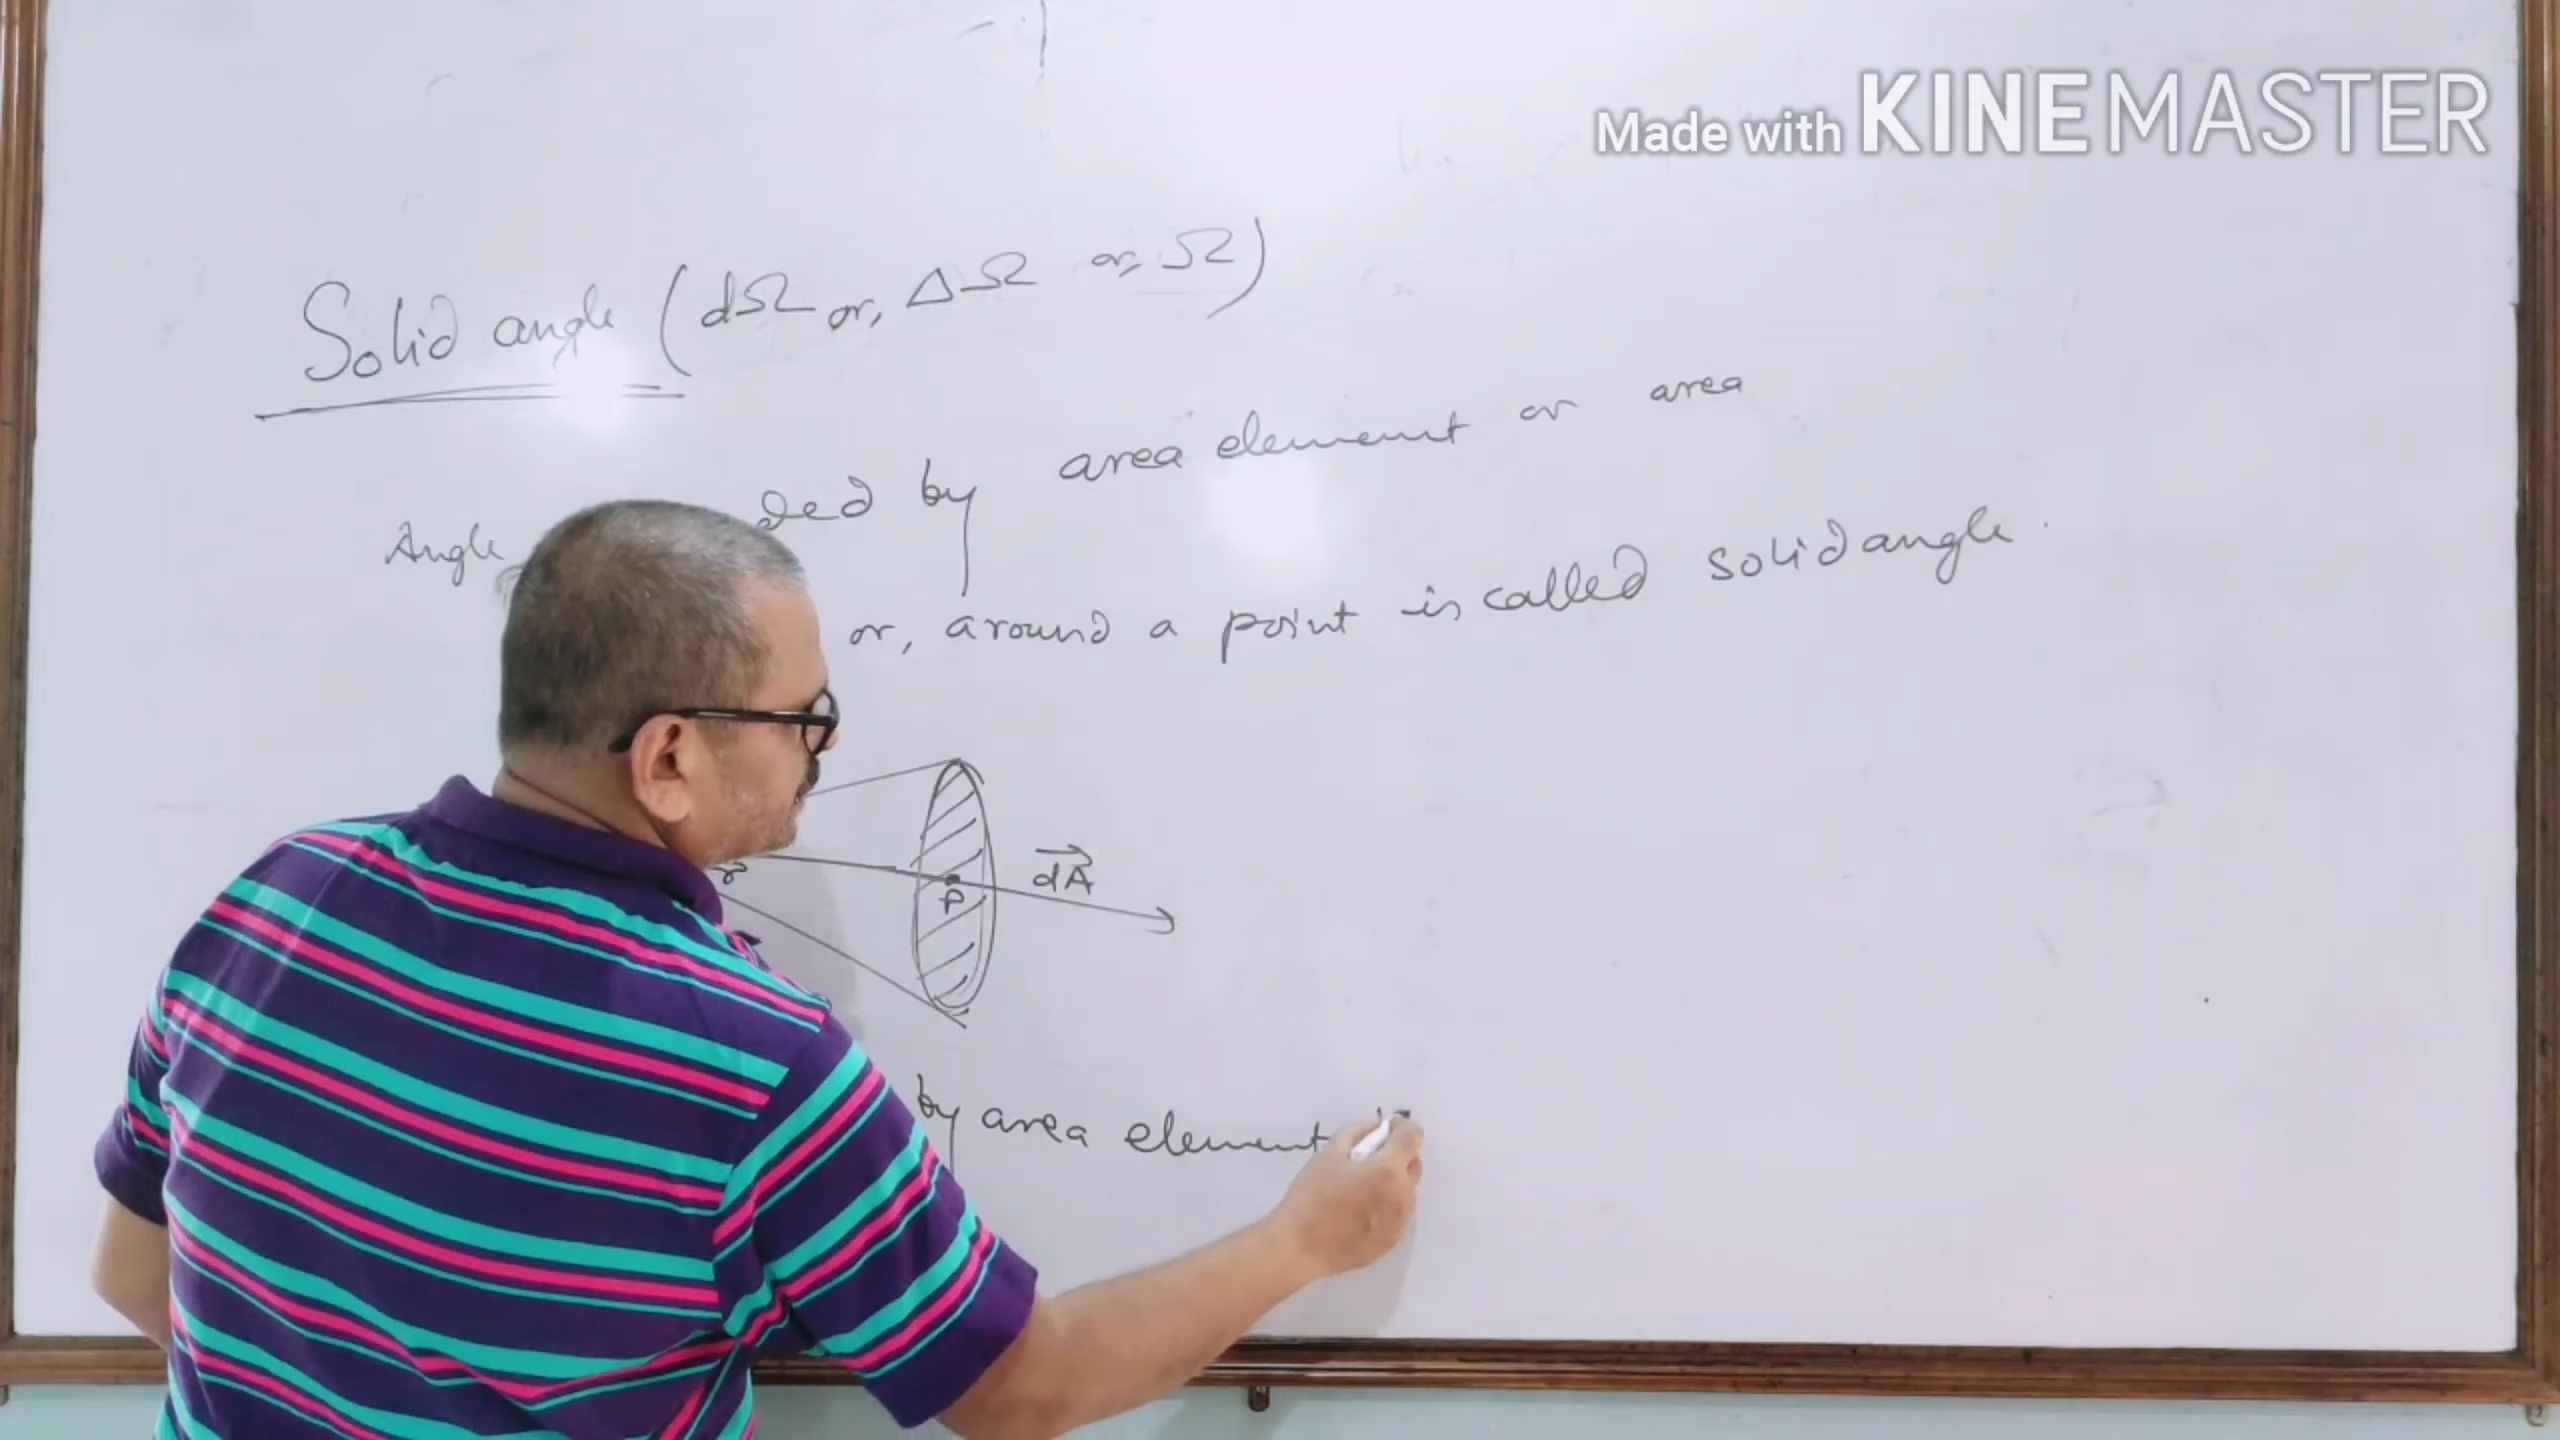 Made with KINEMASTER
Solid angle (dΩ or, ΔΩ or, Ω)
Angle ded by area element or area
or, around a point is called solid angle.
r
P
dA
by area element